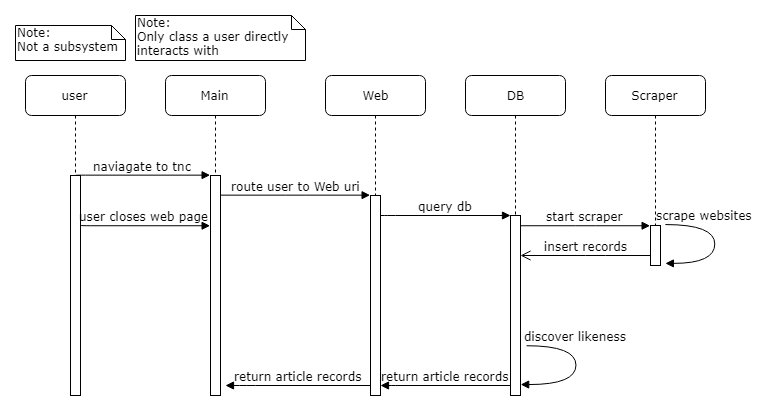 Note:
Not a subsystem
Note:
Only class a user directly
interacts with
user
Main
Web
DB
Scraper
naviagate to tnc
route user to Web uri
query db
user closes web page
start scraper
scrape websites
insert records
discover likeness
return article records
return article records